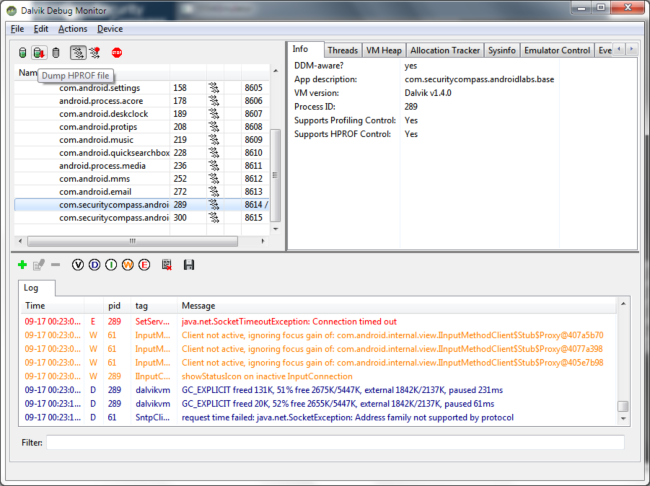 Dalvik Debug Monitor
File Edit Actions Device
Dump HPROF file
Nam
com.android.settings 158 8605
android.process.acore 178 8606
com.android.deskclock 189 8607
com.android.protips 208 8608
com.android.music 219 8609
com.android.quicksearchbox 228 8610
android.process.media 236 8611
com.android.mms 252 8612
com.android.email 272 8613
com.securitycompass.androi 289 8614 /
com.securitycompass.androi 300 8615
Info Threads VM Heap Allocation Tracker Sysinfo Emulator Control Eve
DDM-aware? yes
App description: com.securitycompass.androidlabs.base
VM version: Dalvik v1.4.0
Process ID: 289
Supports Profiling Control: Yes
Supports HPROF Control: Yes
V D I W E
Log
Time pid tag Message
09-17 00:23:0... E 289 SetServ... java.net.SocketTimeoutException: Connection timed out
09-17 00:23:0... W 61 InputM... Client not active, ignoring focus gain of: com.android.internal.view.IInputMethodClient$Stub$Proxy@407a5b70
09-17 00:23:0... W 61 InputM... Client not active, ignoring focus gain of: com.android.internal.view.IInputMethodClient$Stub$Proxy@4077a398
09-17 00:23:0... W 61 InputM... Client not active, ignoring focus gain of: com.android.internal.view.IInputMethodClient$Stub$Proxy@405e7b98
09-17 00:23:0... W 289 IInputC... showStatusIcon on inactive InputConnection
09-17 00:23:1... D 289 dalvikvm GC_EXPLICIT freed 131K, 51% free 2675K/5447K, external 1842K/2137K, paused 231ms
09-17 00:23:1... D 289 dalvikvm GC_EXPLICIT freed 20K, 52% free 2655K/5447K, external 1842K/2137K, paused 61ms
09-17 00:23:1... D 61 SntpCli... request time failed: java.net.SocketException: Address family not supported by protocol
Filter: